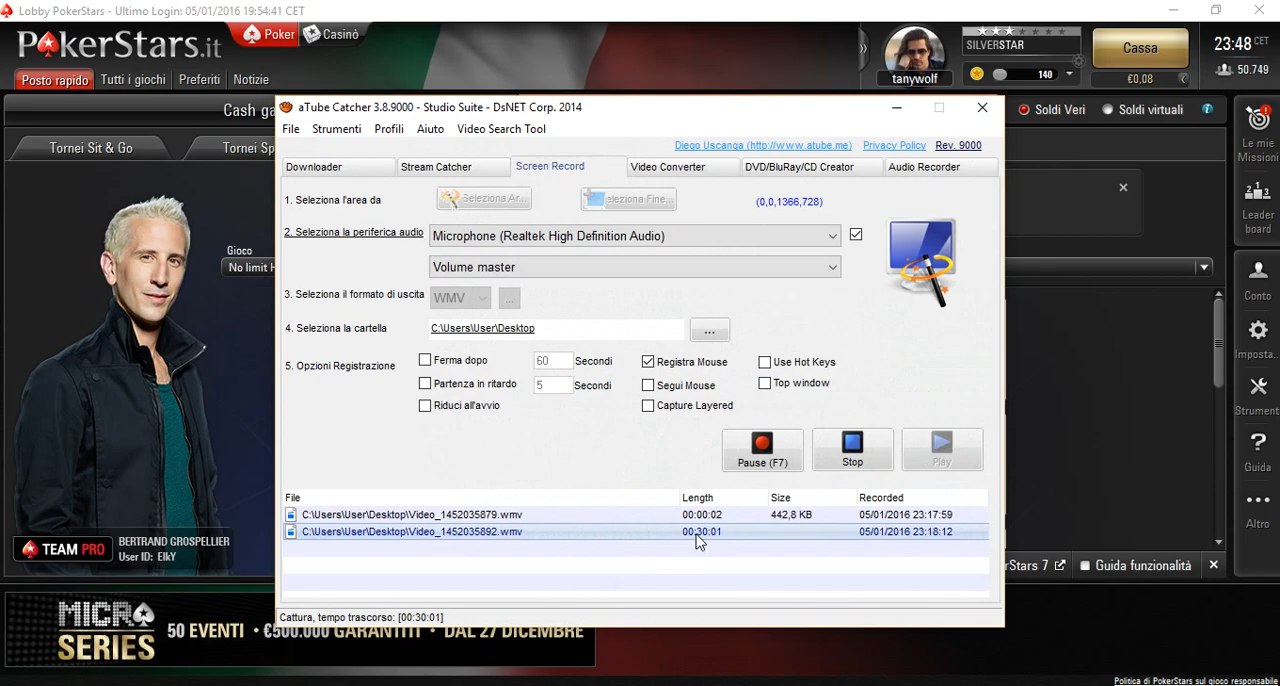 Lobby PokerStars - Ultimo Login: 05/01/2016 19:54:41 CET
PokerStars.it
Poker
Casinò
tanywolf
SILVERSTAR
140
Cassa
€0,08
23:48 CET
50.749
Posto rapido
Tutti i giochi
Preferiti
Notizie
Cash ga
Soldi Veri
Soldi virtuali
Tornei Sit & Go
Tornei Sp
Gioco
No limit H
Le mie
Missioni
Leader
board
Conto
Imposta...
Strument
Guida
Altro
aTube Catcher 3.8.9000 - Studio Suite - DsNET Corp. 2014
File
Strumenti
Profili
Aiuto
Video Search Tool
Diego Uscanga (http://www.atube.me)
Privacy Policy
Rev. 9000
Downloader
Stream Catcher
Screen Record
Video Converter
DVD/BluRay/CD Creator
Audio Recorder
1. Seleziona l'area da
Seleziona Ar...
eleziona Fine...
(0,0,1366,728)
2. Seleziona la periferica audio
Microphone (Realtek High Definition Audio)
Volume master
3. Seleziona il formato di uscita
WMV
...
4. Seleziona la cartella
C:\Users\User\Desktop
...
5. Opzioni Registrazione
Ferma dopo
60
Secondi
Registra Mouse
Use Hot Keys
Partenza in ritardo
5
Secondi
Segui Mouse
Top window
Riduci all'avvio
Capture Layered
Pause (F7)
Stop
Play
File
Length
Size
Recorded
C:\Users\User\Desktop\Video_1452035879.wmv
00:00:02
442,8 KB
05/01/2016 23:17:59
C:\Users\User\Desktop\Video_1452035892.wmv
00:30:01
05/01/2016 23:18:12
Cattura, tempo trascorso: [00:30:01]
TEAM PRO
BERTRAND GROSPELLIER
User ID: ElkY
rStars 7
Guida funzionalità
MICRO
SERIES
50 EVENTI • €500.000 GARANTITI • DAL 27 DICEMBRE
Politica di PokerStars sul gioco responsabile